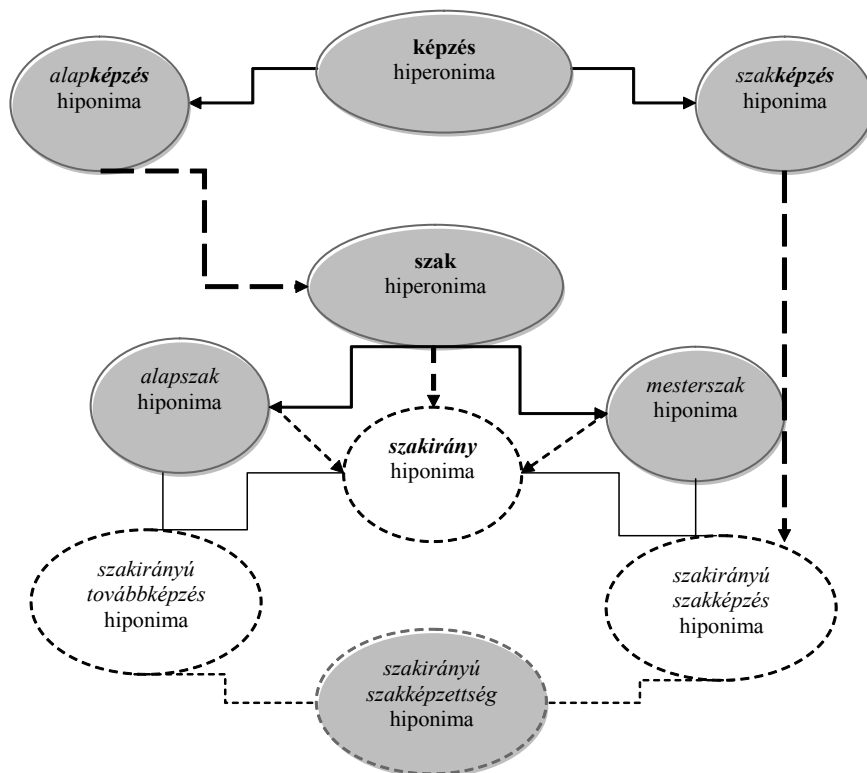 képzés
hiperonima
alapképzés
hiponima
szakképzés
hiponima
szak
hiperonima
alapszak
hiponima
mesterszak
hiponima
szakirány
hiponima
szakirányú
továbbképzés
hiponima
szakirányú
szakképzés
hiponima
szakirányú
szakképzettség
hiponima